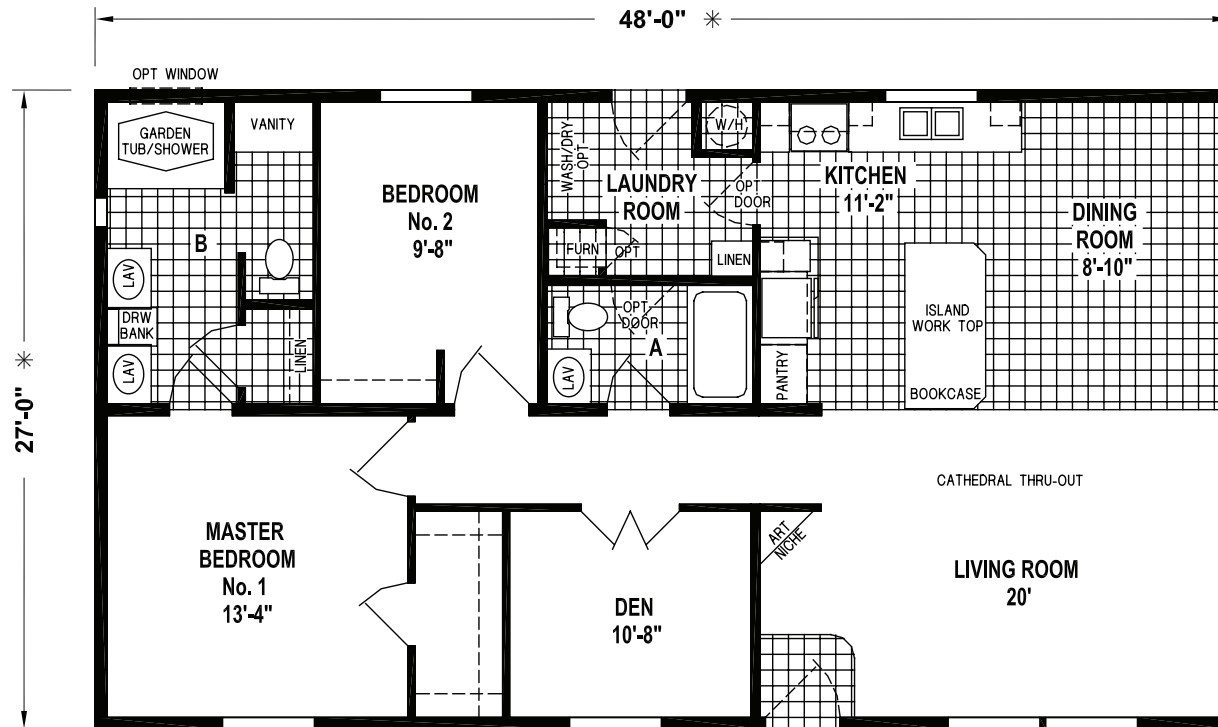 48'-0" ✳
OPT WINDOW
GARDEN
TUB/SHOWER
VANITY
BEDROOM
No. 2
9'-8"
WASH/DRY
OPT
W/H
LAUNDRY
ROOM
OPT
DOOR
KITCHEN
11'-2"
DINING
ROOM
8'-10"
B
LAV
DRW
BANK
LAV
LINEN
FURN
OPT
LINEN
OPT
DOOR
A
LAV
PANTRY
ISLAND
WORK TOP
BOOKCASE
27'-0" ✳
CATHEDRAL THRU-OUT
MASTER
BEDROOM
No. 1
13'-4"
DEN
10'-8"
ART
NICHE
LIVING ROOM
20'